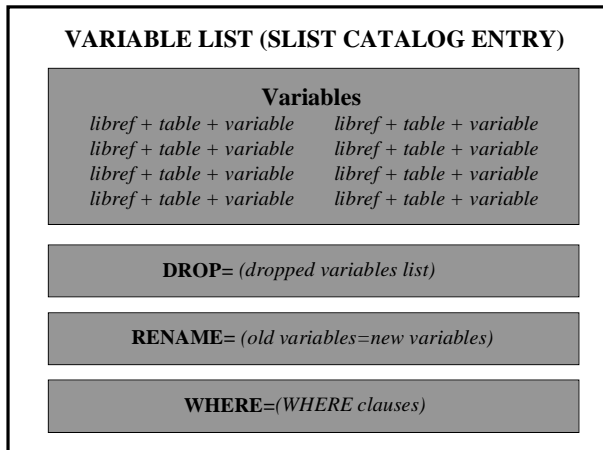 VARIABLE LIST (SLIST CATALOG ENTRY)
Variables
libref + table + variable libref + table + variable
libref + table + variable libref + table + variable
libref + table + variable libref + table + variable
libref + table + variable libref + table + variable
DROP= (dropped variables list)
RENAME= (old variables=new variables)
WHERE=(WHERE clauses)